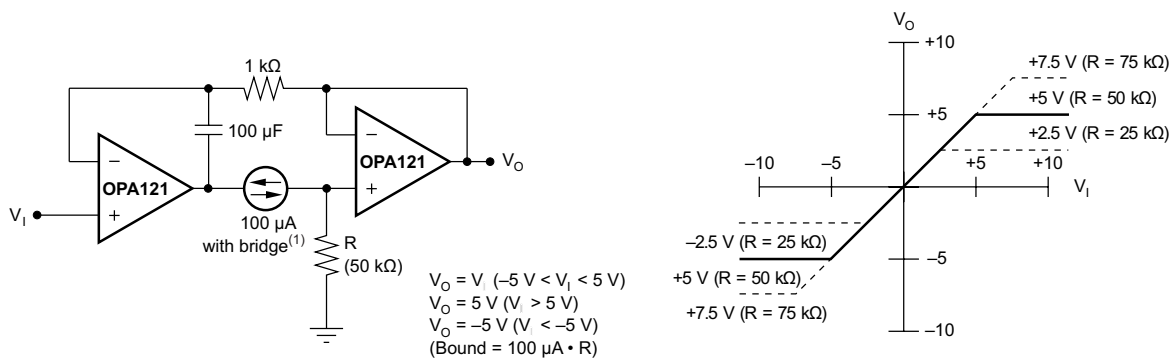 1 kΩ
100 µF
–
OPA121
+
V_I
100 µA
with bridge(1)
R
(50 kΩ)
–
OPA121
+
V_O
V_O = V_I (–5 V < V_I < 5 V)
V_O = 5 V (V_I > 5 V)
V_O = –5 V (V_I < –5 V)
(Bound = 100 µA • R)
V_O
+10
+7.5 V (R = 75 kΩ)
+5
+5 V (R = 50 kΩ)
+2.5 V (R = 25 kΩ)
–10
–5
+5
+10
V_I
–2.5 V (R = 25 kΩ)
–5
+5 V (R = 50 kΩ)
+7.5 V (R = 75 kΩ)
–10